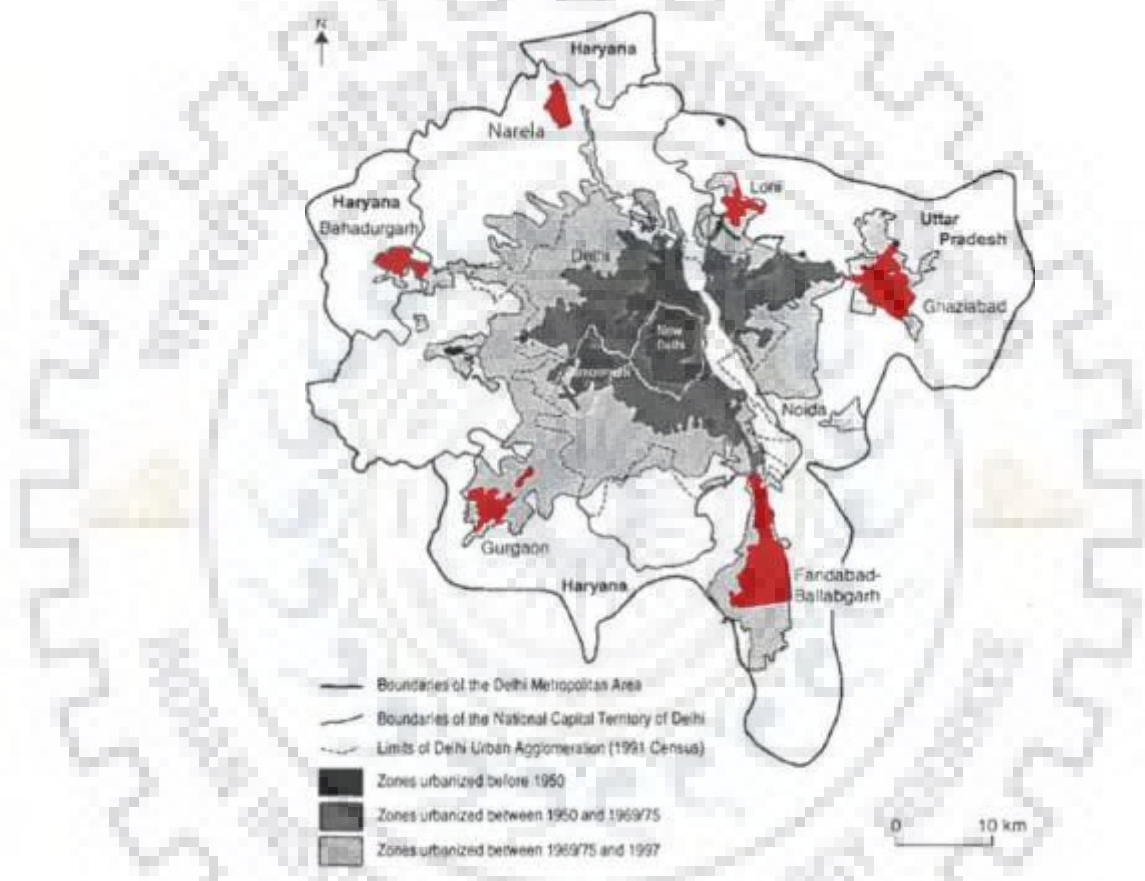 N
Haryana
Narela
Loni
Haryana
Bahadurgarh
Uttar
Pradesh
Delhi
Ghaziabad
New
Delhi
Noida
Gurgaon
Haryana
Faridabad-
Ballabgarh
Boundaries of the Delhi Metropolitan Area
Boundaries of the National Capital Territory of Delhi
Limits of Delhi Urban Agglomeration (1991 Census)
Zones urbanized before 1950
Zones urbanized between 1950 and 1969/75
Zones urbanized between 1969/75 and 1997
0 10 km